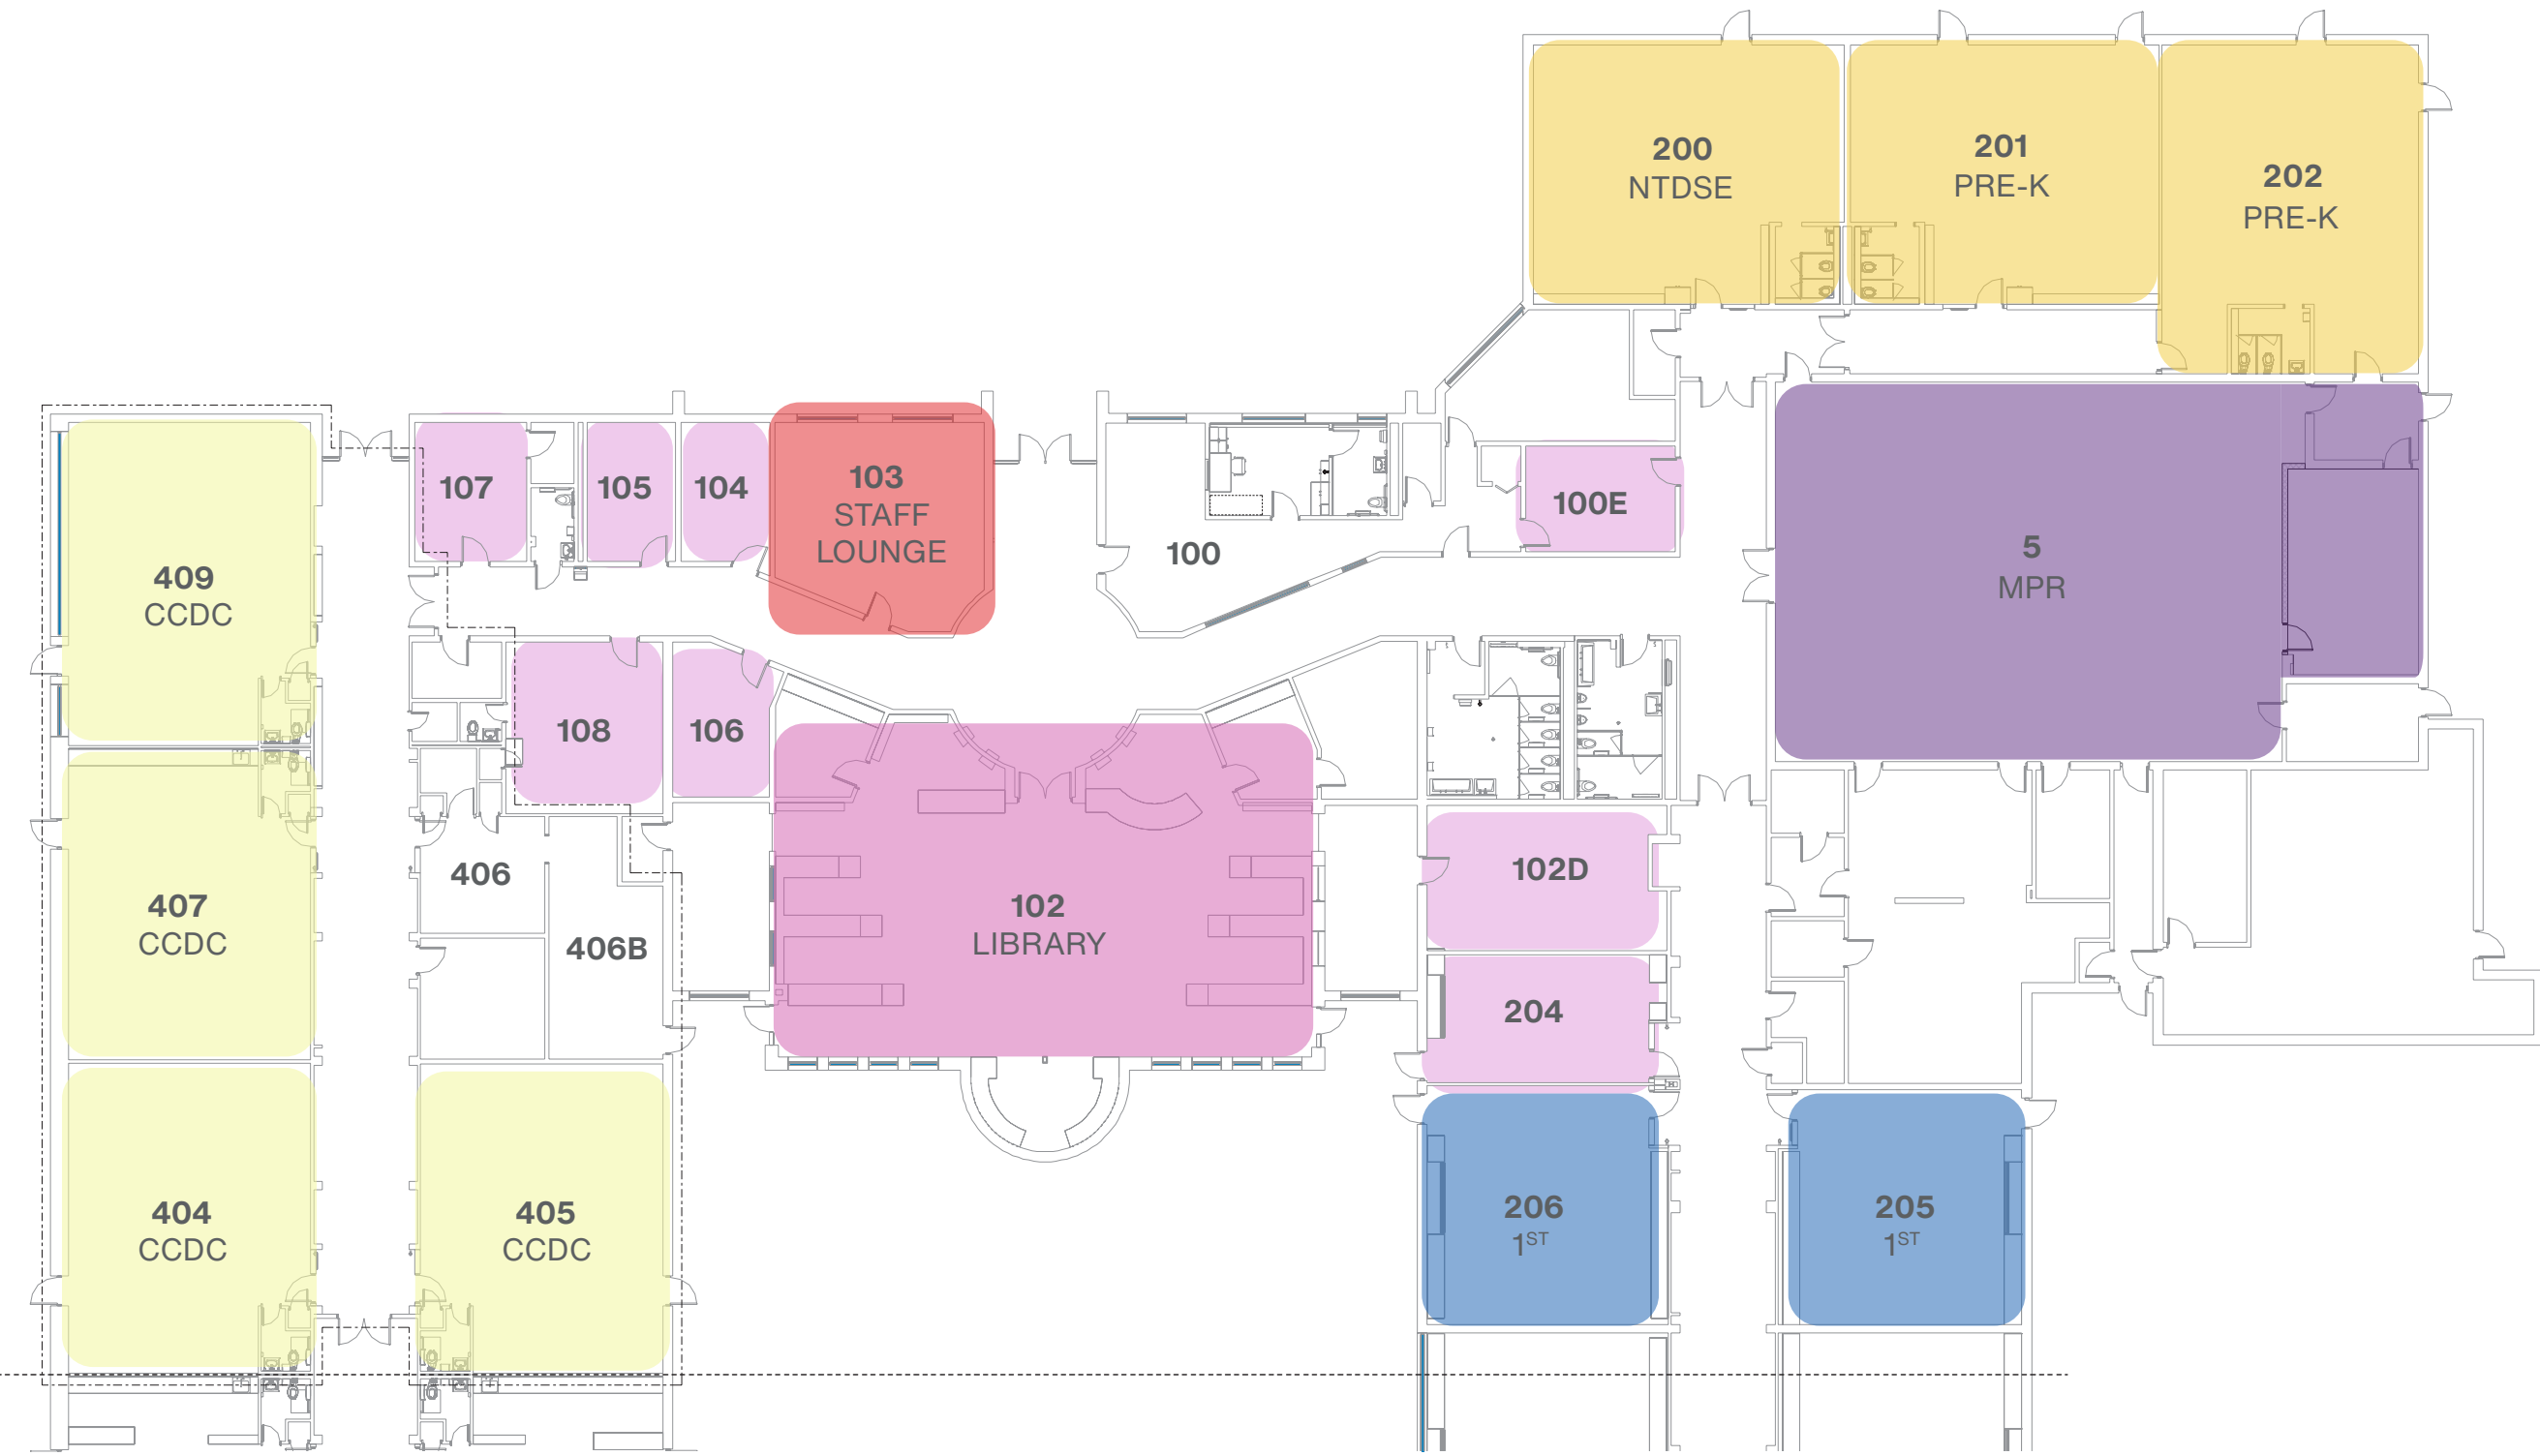 200
NTDSE
201
PRE-K
202
PRE-K
107
105
104
103
STAFF
LOUNGE
100
100E
5
MPR
409
CCDC
108
106
407
CCDC
406
406B
102
LIBRARY
102D
204
404
CCDC
405
CCDC
206
1ST
205
1ST